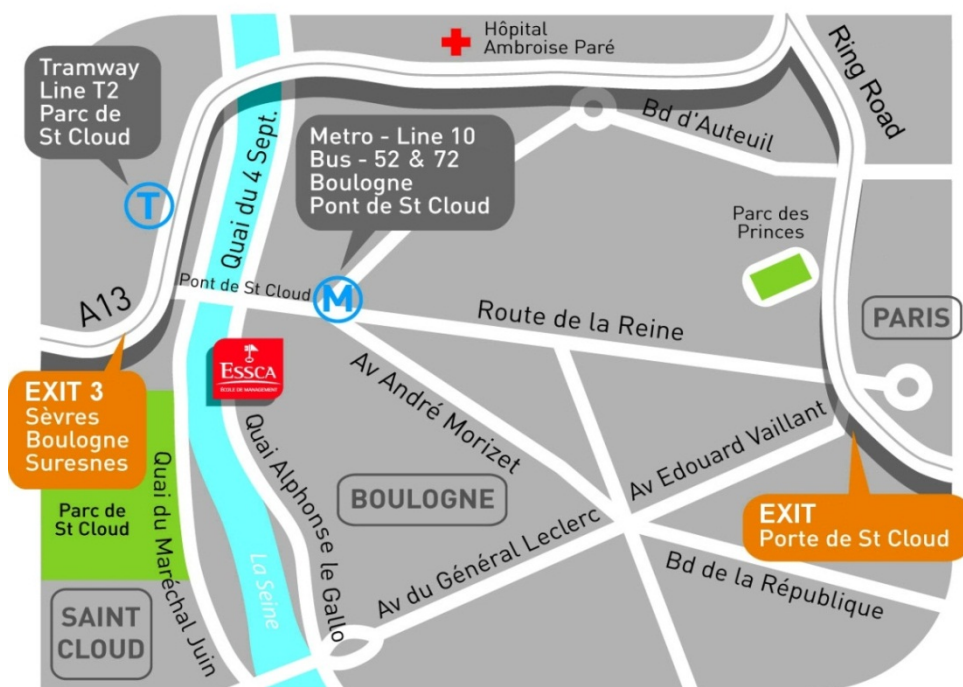 Hôpital
Ambroise Paré
Tramway
Line T2
Parc de
St Cloud
T
Metro - Line 10
Bus - 52 & 72
Boulogne
Pont de St Cloud
M
Quai du 4 Sept.
Bd d'Auteuil
Ring Road
Parc des
Princes
Pont de St Cloud
Route de la Reine
PARIS
A13
ESSCA
ÉCOLE DE MANAGEMENT
EXIT 3
Sèvres
Boulogne
Suresnes
Av André Morizet
Av Edouard Vaillant
Quai Alphonse le Gallo
BOULOGNE
Parc de
St Cloud
Quai du Maréchal Juin
La Seine
Av du Général Leclerc
EXIT
Porte de St Cloud
Bd de la République
SAINT
CLOUD